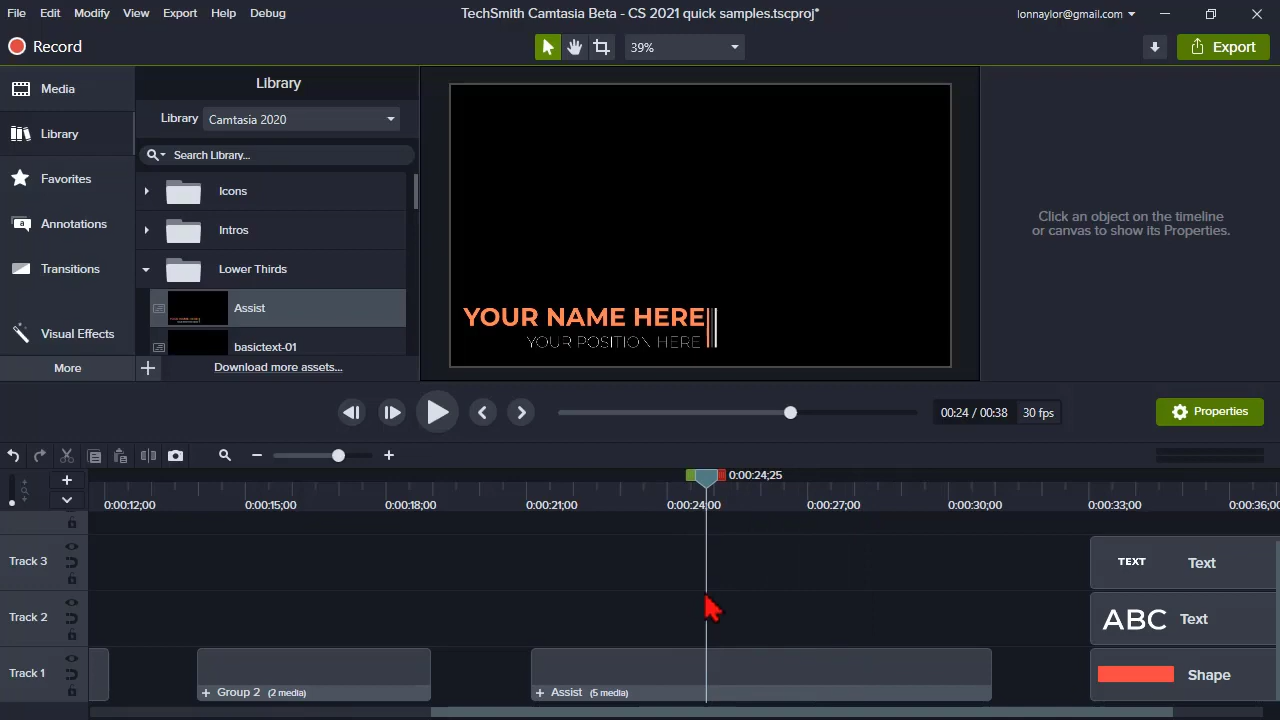 File Edit Modify View Export Help Debug
TechSmith Camtasia Beta - CS 2021 quick samples.tscproj*
lonnaylor@gmail.com
Record
39%
Export
Media
Library
Favorites
Annotations
Transitions
Visual Effects
More
Library
Library Camtasia 2020
Search Library...
Icons
Intros
Lower Thirds
Assist
basictext-01
Download more assets...
YOUR NAME HERE
YOUR POSITION HERE
Click an object on the timeline
or canvas to show its Properties.
00:24 / 00:38 30 fps
Properties
0:00:24;25
0:00:12;00 0:00:15;00 0:00:18;00 0:00:21;00 0:00:24;00 0:00:27;00 0:00:30;00 0:00:33;00 0:00:36;00
Track 3
TEXT Text
Track 2
ABC Text
Track 1
+ Group 2 (2 media)
+ Assist (5 media)
Shape